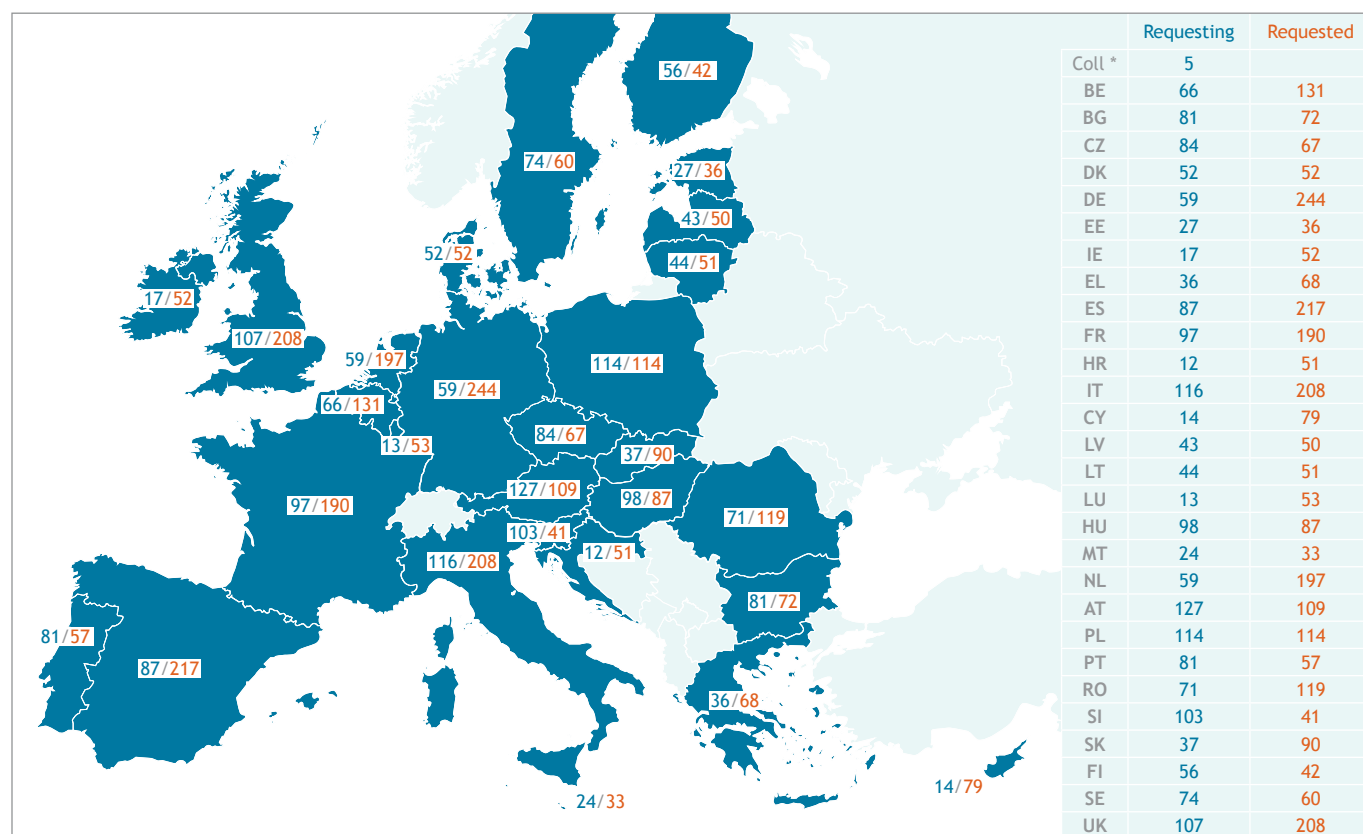 56/42
74/60
27/36
43/50
52/52
44/51
17/52
107/208
59/197
114/114
59/244
66/131
84/67
13/53
37/90
127/109
98/87
97/190
71/119
103/41
12/51
116/208
81/72
81/57
87/217
36/68
14/79
24/33
Requesting Requested
Coll * 5
BE 66 131
BG 81 72
CZ 84 67
DK 52 52
DE 59 244
EE 27 36
IE 17 52
EL 36 68
ES 87 217
FR 97 190
HR 12 51
IT 116 208
CY 14 79
LV 43 50
LT 44 51
LU 13 53
HU 98 87
MT 24 33
NL 59 197
AT 127 109
PL 114 114
PT 81 57
RO 71 119
SI 103 41
SK 37 90
FI 56 42
SE 74 60
UK 107 208